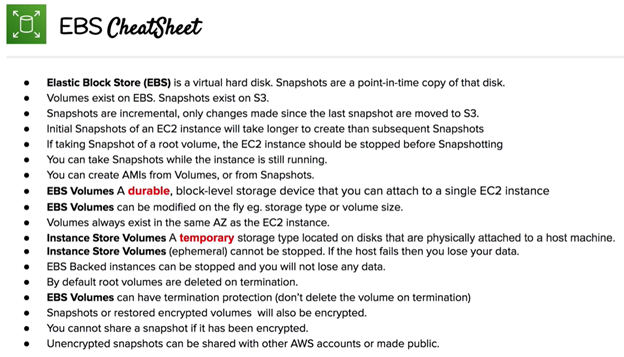 EBS CheatSheet
● Elastic Block Store (EBS) is a virtual hard disk. Snapshots are a point-in-time copy of that disk.
● Volumes exist on EBS. Snapshots exist on S3.
● Snapshots are incremental, only changes made since the last snapshot are moved to S3.
● Initial Snapshots of an EC2 instance will take longer to create than subsequent Snapshots
● If taking Snapshot of a root volume, the EC2 instance should be stopped before Snapshotting
● You can take Snapshots while the instance is still running.
● You can create AMIs from Volumes, or from Snapshots.
● EBS Volumes A durable, block-level storage device that you can attach to a single EC2 instance
● EBS Volumes can be modified on the fly eg. storage type or volume size.
● Volumes always exist in the same AZ as the EC2 instance.
● Instance Store Volumes A temporary storage type located on disks that are physically attached to a host machine.
● Instance Store Volumes (ephemeral) cannot be stopped. If the host fails then you lose your data.
● EBS Backed instances can be stopped and you will not lose any data.
● By default root volumes are deleted on termination.
● EBS Volumes can have termination protection (don't delete the volume on termination)
● Snapshots or restored encrypted volumes will also be encrypted.
● You cannot share a snapshot if it has been encrypted.
● Unencrypted snapshots can be shared with other AWS accounts or made public.